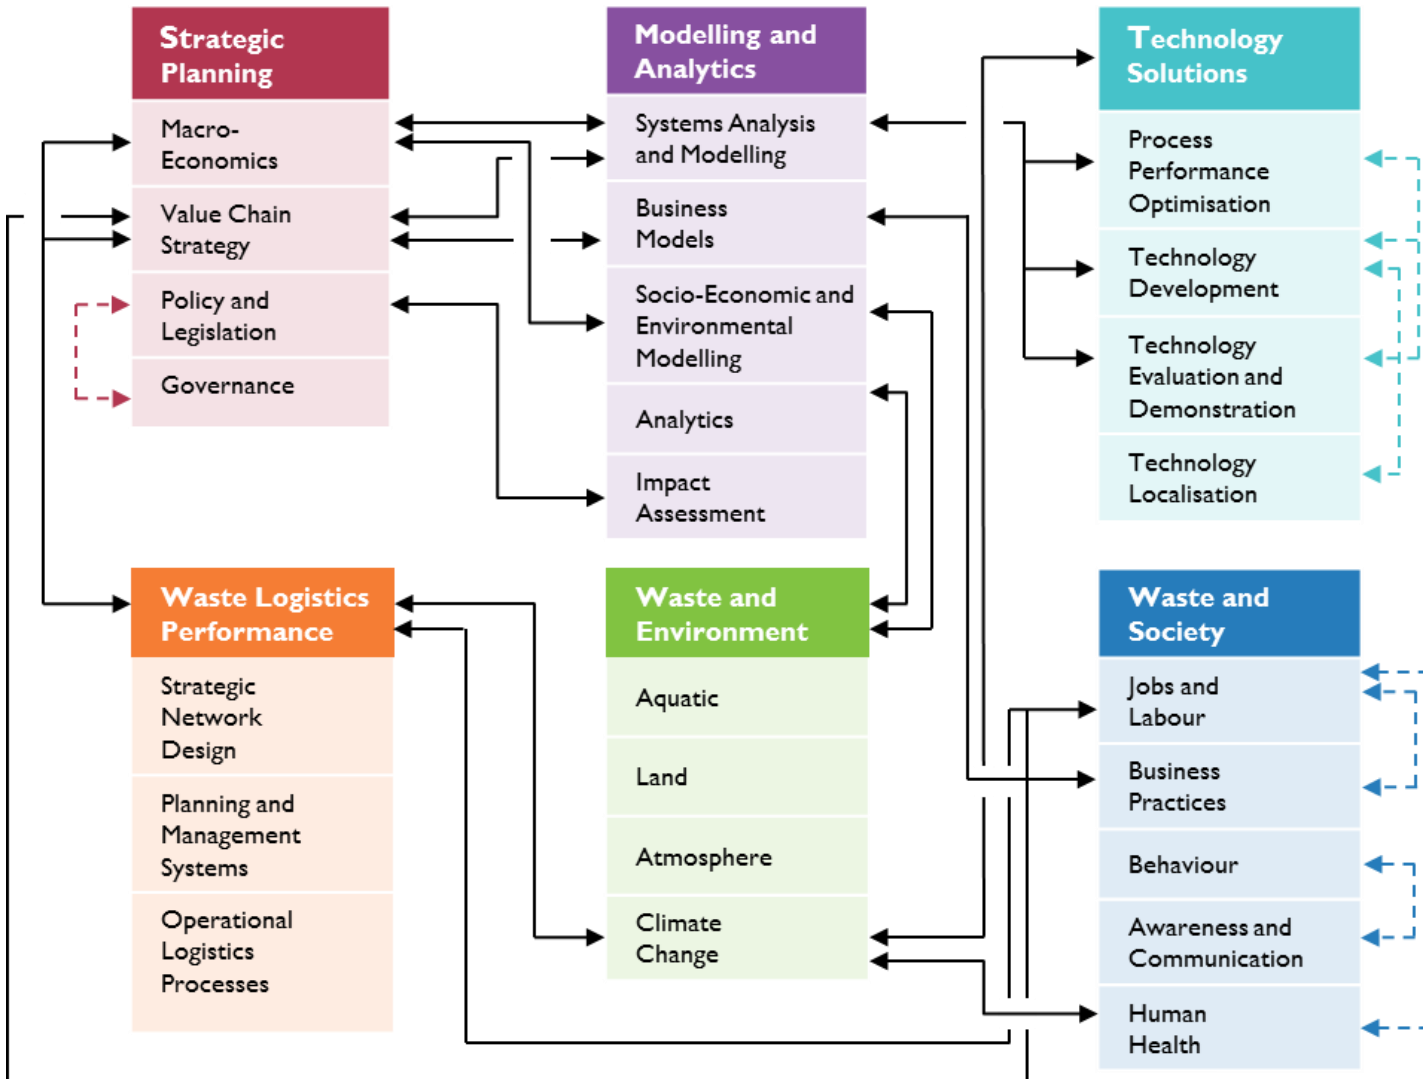 Strategic
Planning
Macro-
Economics
Value Chain
Strategy
Policy and
Legislation
Governance
Modelling and
Analytics
Systems Analysis
and Modelling
Business
Models
Socio-Economic and
Environmental
Modelling
Analytics
Impact
Assessment
Technology
Solutions
Process
Performance
Optimisation
Technology
Development
Technology
Evaluation and
Demonstration
Technology
Localisation
Waste Logistics
Performance
Strategic
Network
Design
Planning and
Management
Systems
Operational
Logistics
Processes
Waste and
Environment
Aquatic
Land
Atmosphere
Climate
Change
Waste and
Society
Jobs and
Labour
Business
Practices
Behaviour
Awareness and
Communication
Human
Health